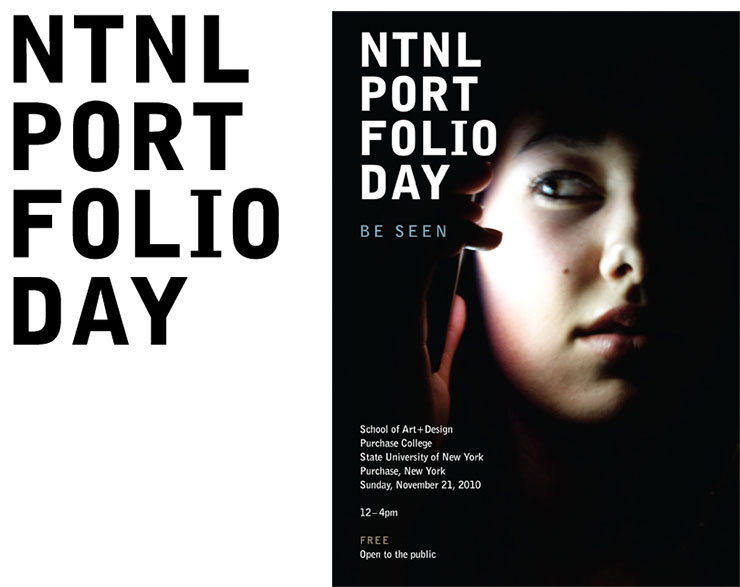 NTNL
PORT
FOLIO
DAY
NTNL
PORT
FOLIO
DAY
BE SEEN
School of Art+Design
Purchase College
State University of New York
Purchase, New York
Sunday, November 21, 2010
12–4pm
FREE
Open to the public